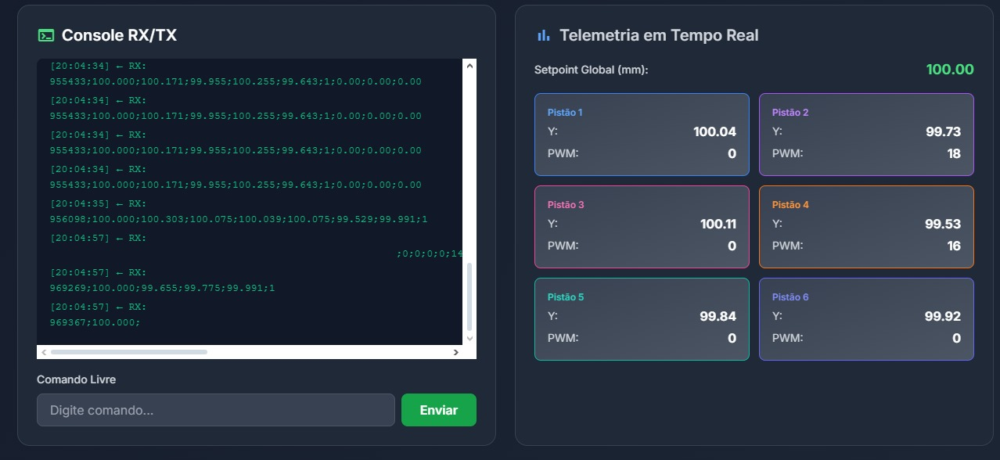 Console RX/TX
[20:04:34] ← RX:
955433;100.000;100.171;99.955;100.255;99.643;1;0.00;0.00;0.00
[20:04:34] ← RX:
955433;100.000;100.171;99.955;100.255;99.643;1;0.00;0.00;0.00
[20:04:34] ← RX:
955433;100.000;100.171;99.955;100.255;99.643;1;0.00;0.00;0.00
[20:04:34] ← RX:
955433;100.000;100.171;99.955;100.255;99.643;1;0.00;0.00;0.00
[20:04:35] ← RX:
956098;100.000;100.303;100.075;100.039;100.075;99.529;99.991;1
[20:04:57] ← RX:
;0;0;0;0;14
[20:04:57] ← RX:
969269;100.000;99.655;99.775;99.991;1
[20:04:57] ← RX:
969367;100.000;
Comando Livre
Digite comando...
Enviar
Telemetria em Tempo Real
Setpoint Global (mm): 100.00
Pistão 1
Y: 100.04
PWM: 0
Pistão 2
Y: 99.73
PWM: 18
Pistão 3
Y: 100.11
PWM: 0
Pistão 4
Y: 99.53
PWM: 16
Pistão 5
Y: 99.84
PWM: 0
Pistão 6
Y: 99.92
PWM: 0